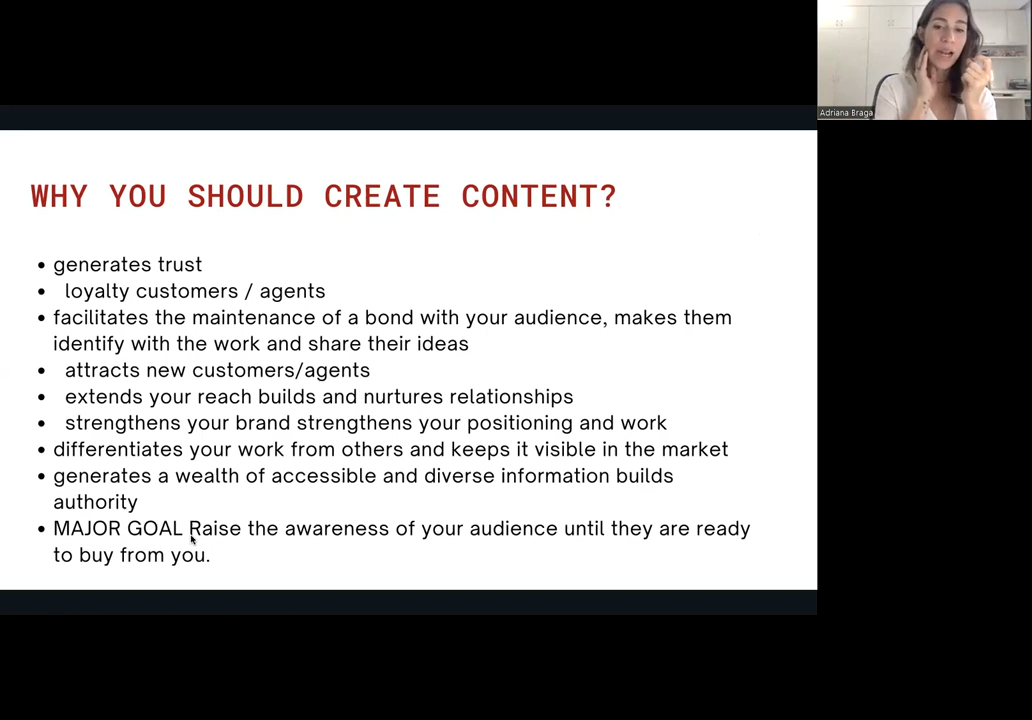 Adriana Braga
WHY YOU SHOULD CREATE CONTENT?
• generates trust
• loyalty customers / agents
• facilitates the maintenance of a bond with your audience, makes them
identify with the work and share their ideas
• attracts new customers/agents
• extends your reach builds and nurtures relationships
• strengthens your brand strengthens your positioning and work
• differentiates your work from others and keeps it visible in the market
• generates a wealth of accessible and diverse information builds
authority
• MAJOR GOAL Raise the awareness of your audience until they are ready
to buy from you.